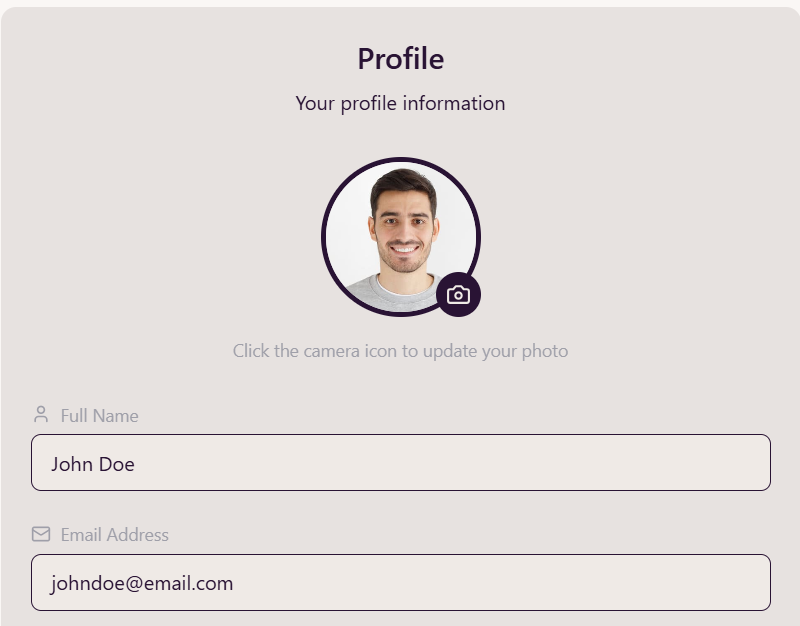 Profile
Your profile information
Click the camera icon to update your photo
Full Name
John Doe
Email Address
johndoe@email.com